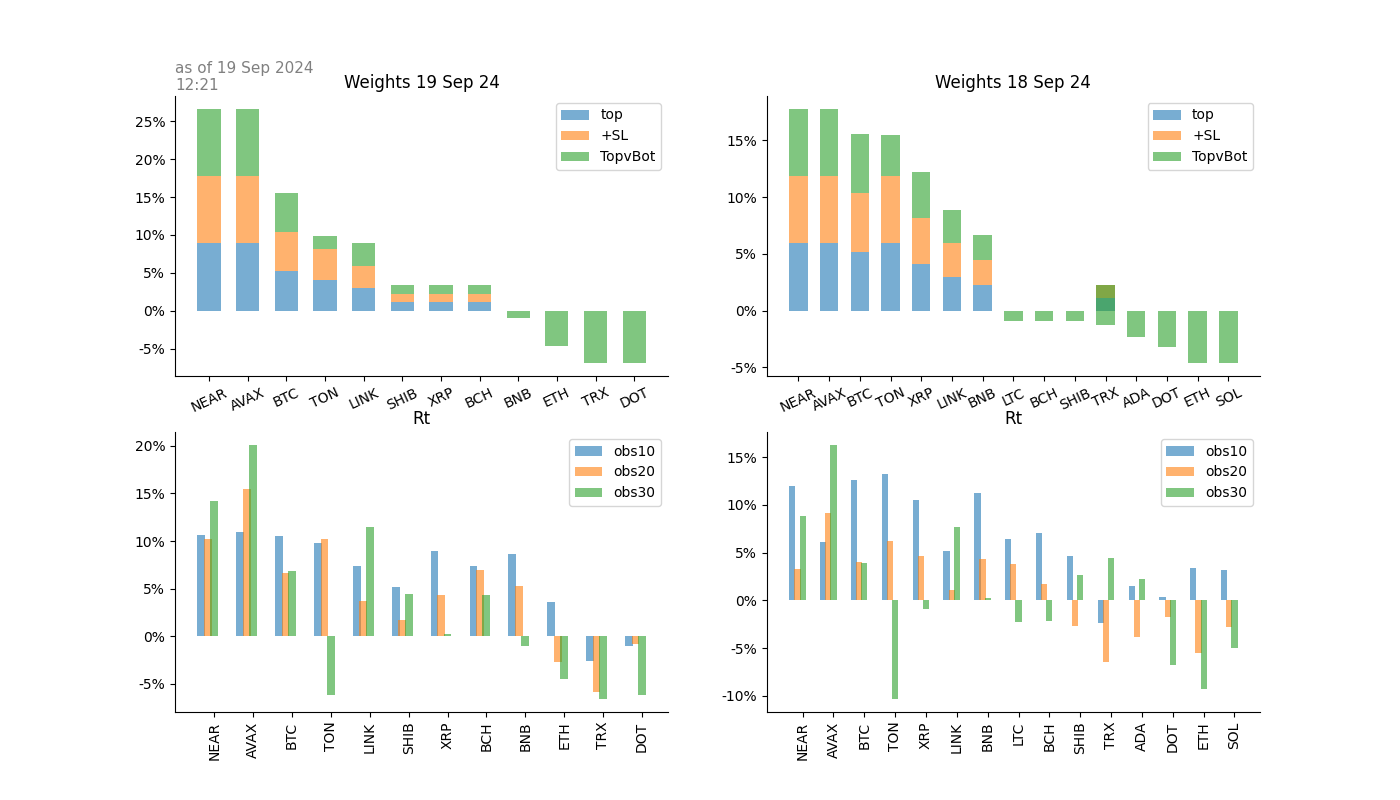 as of 19 Sep 2024
12:21
Weights 19 Sep 24
25%
20%
15%
10%
5%
0%
-5%
top
+SL
TopvBot
NEAR AVAX BTC TON LINK SHIB XRP BCH BNB ETH TRX DOT
Weights 18 Sep 24
15%
10%
5%
0%
-5%
top
+SL
TopvBot
NEAR AVAX BTC TON XRP LINK BNB LTC BCH SHIB TRX ADA DOT ETH SOL
Rt
20%
15%
10%
5%
0%
-5%
obs10
obs20
obs30
NEAR AVAX BTC TON LINK SHIB XRP BCH BNB ETH TRX DOT
Rt
15%
10%
5%
0%
-5%
-10%
obs10
obs20
obs30
NEAR AVAX BTC TON XRP LINK BNB LTC BCH SHIB TRX ADA DOT ETH SOL